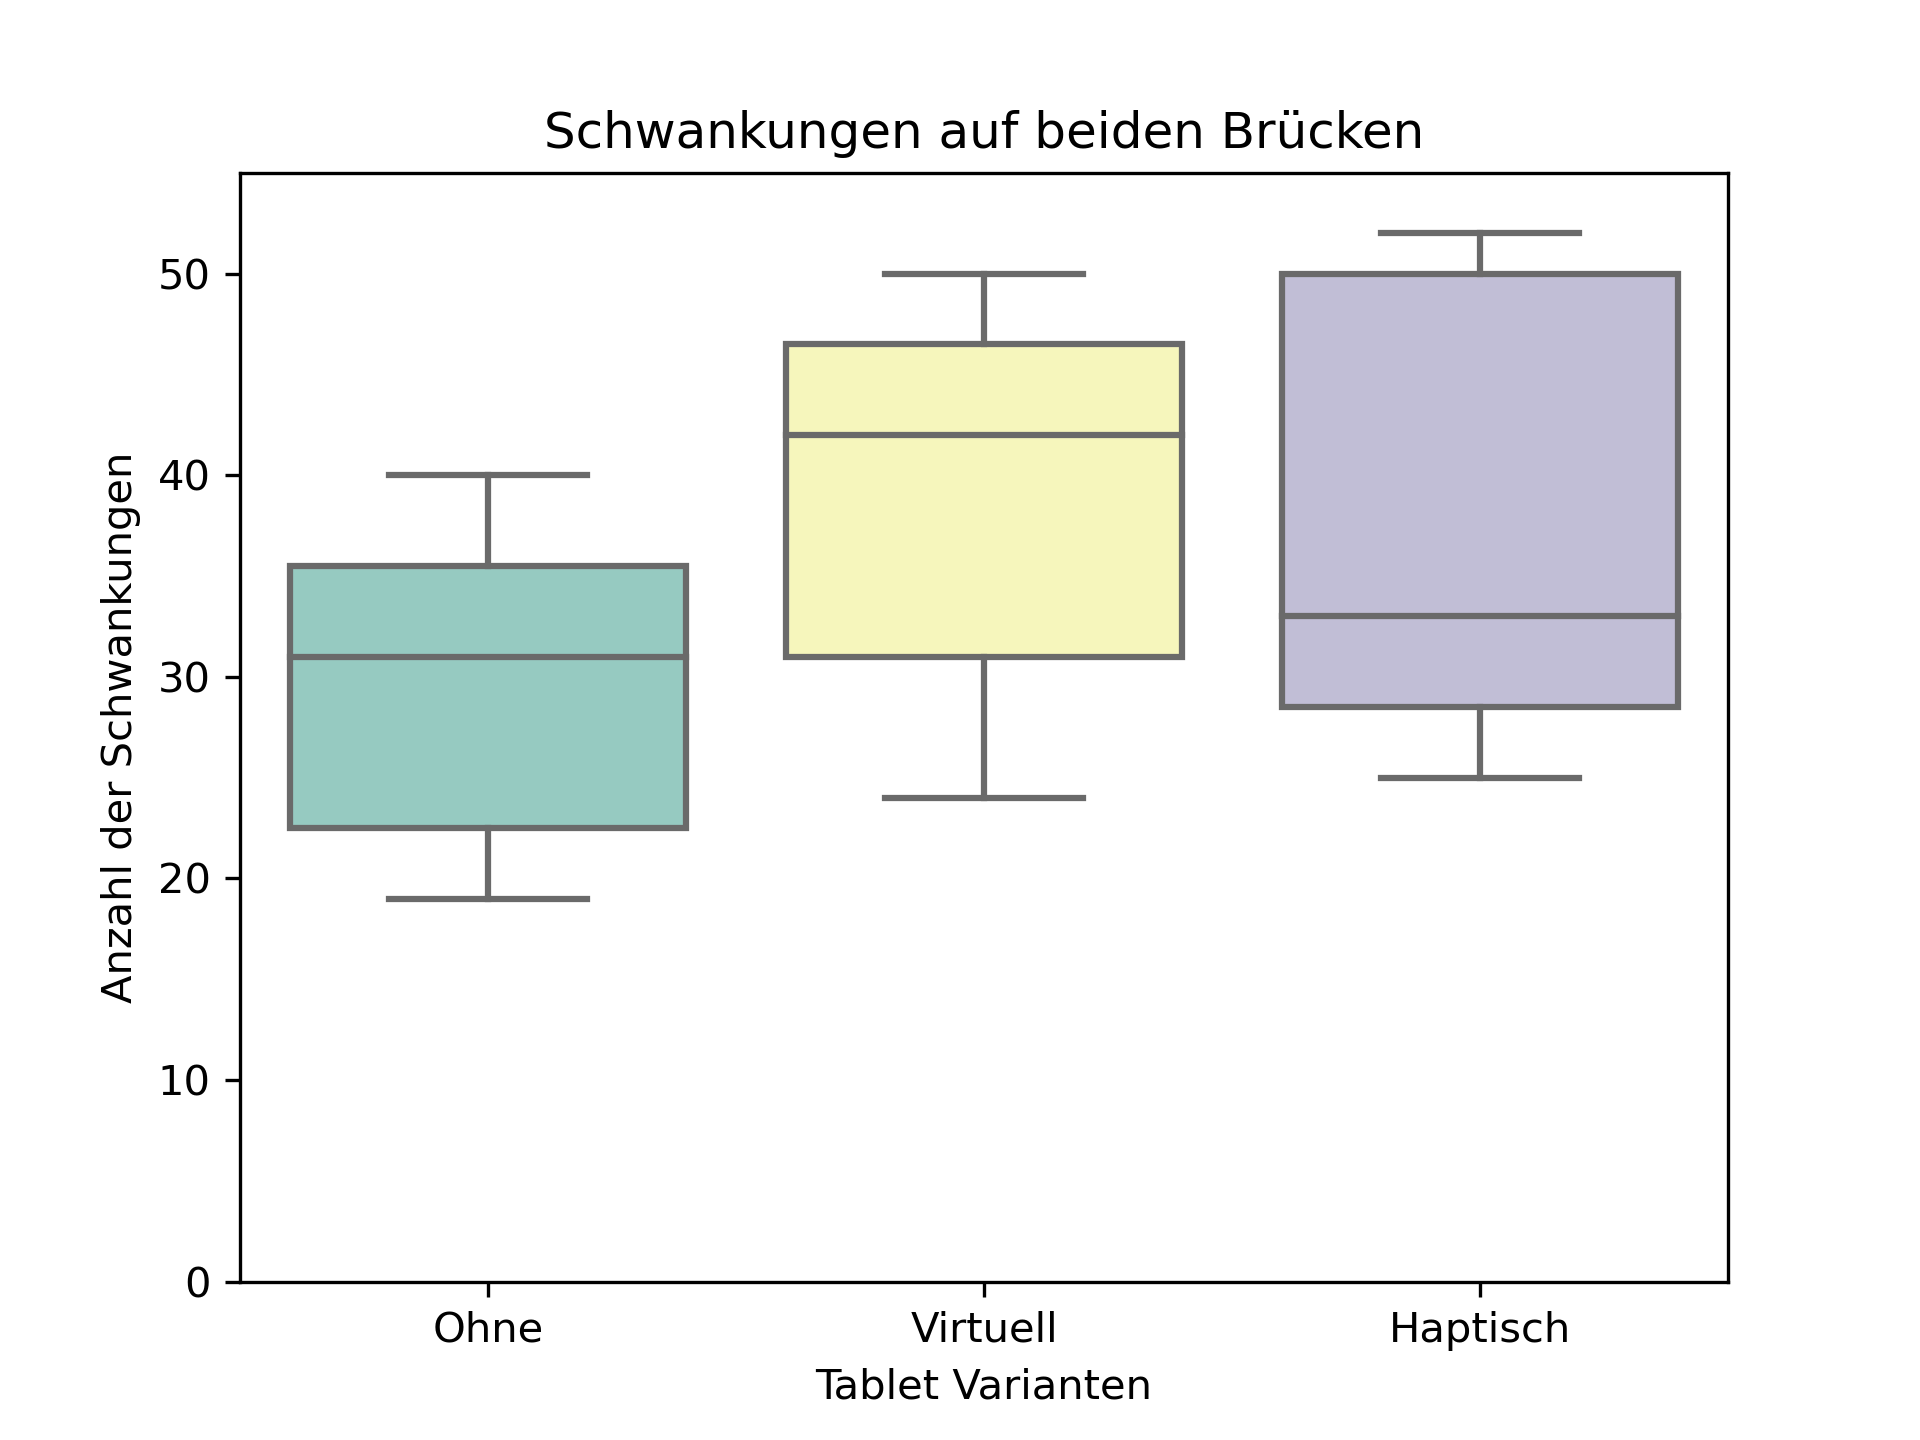 Schwankungen auf beiden Brücken
Anzahl der Schwankungen
50
40
30
20
10
0
Ohne Virtuell Haptisch
Tablet Varianten